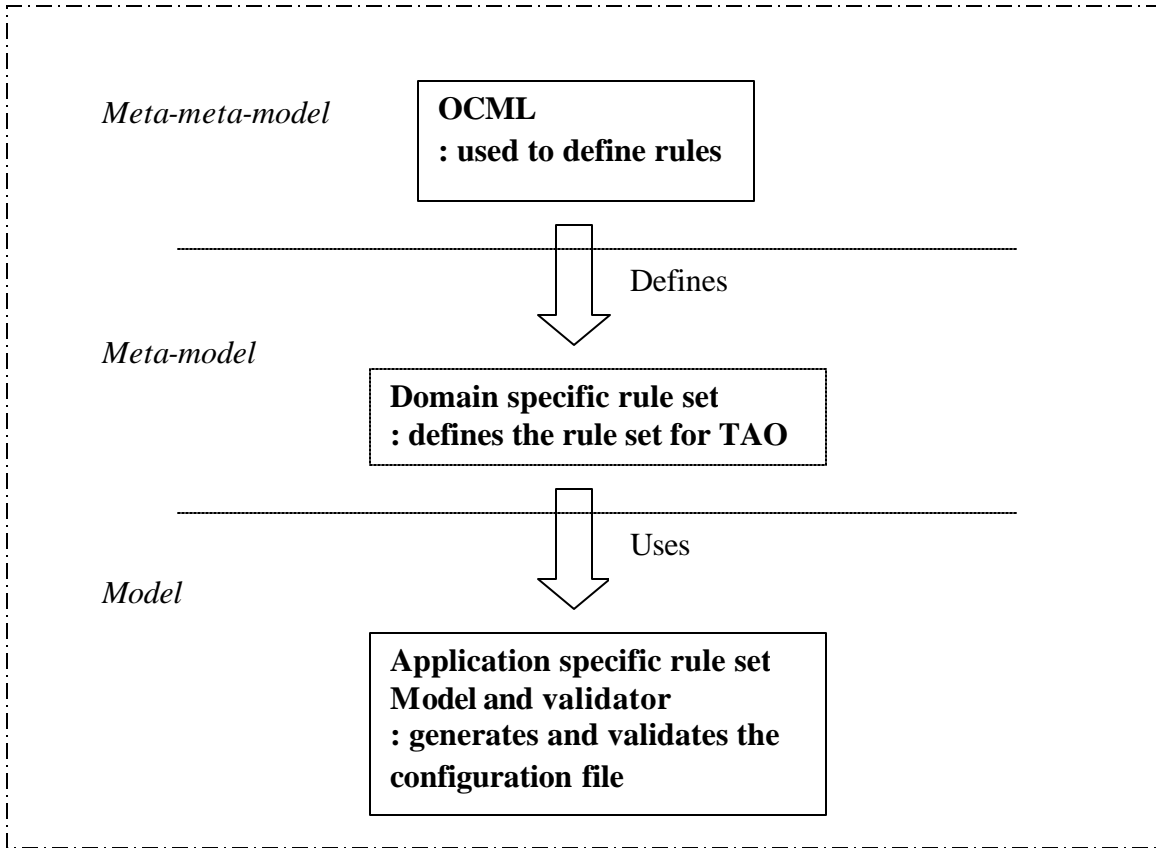 Meta-meta-model
OCML
: used to define rules
Defines
Meta-model
Domain specific rule set
: defines the rule set for TAO
Uses
Model
Application specific rule set
Model and validator
: generates and validates the
configuration file